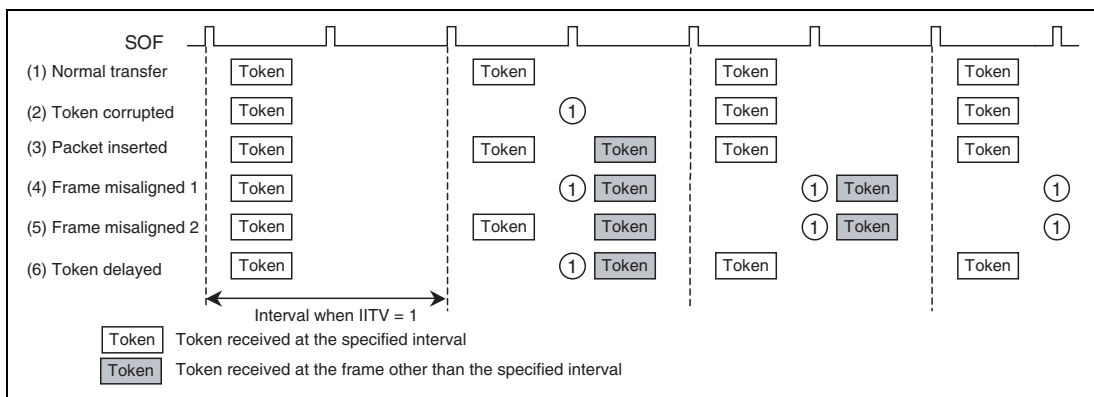 SOF
(1) Normal transfer Token Token Token Token
(2) Token corrupted Token 1 Token Token
(3) Packet inserted Token Token Token Token Token
(4) Frame misaligned 1 Token 1 Token 1 Token 1
(5) Frame misaligned 2 Token Token Token 1 Token 1
(6) Token delayed Token 1 Token Token Token
Interval when IITV = 1
Token Token received at the specified interval
Token Token received at the frame other than the specified interval